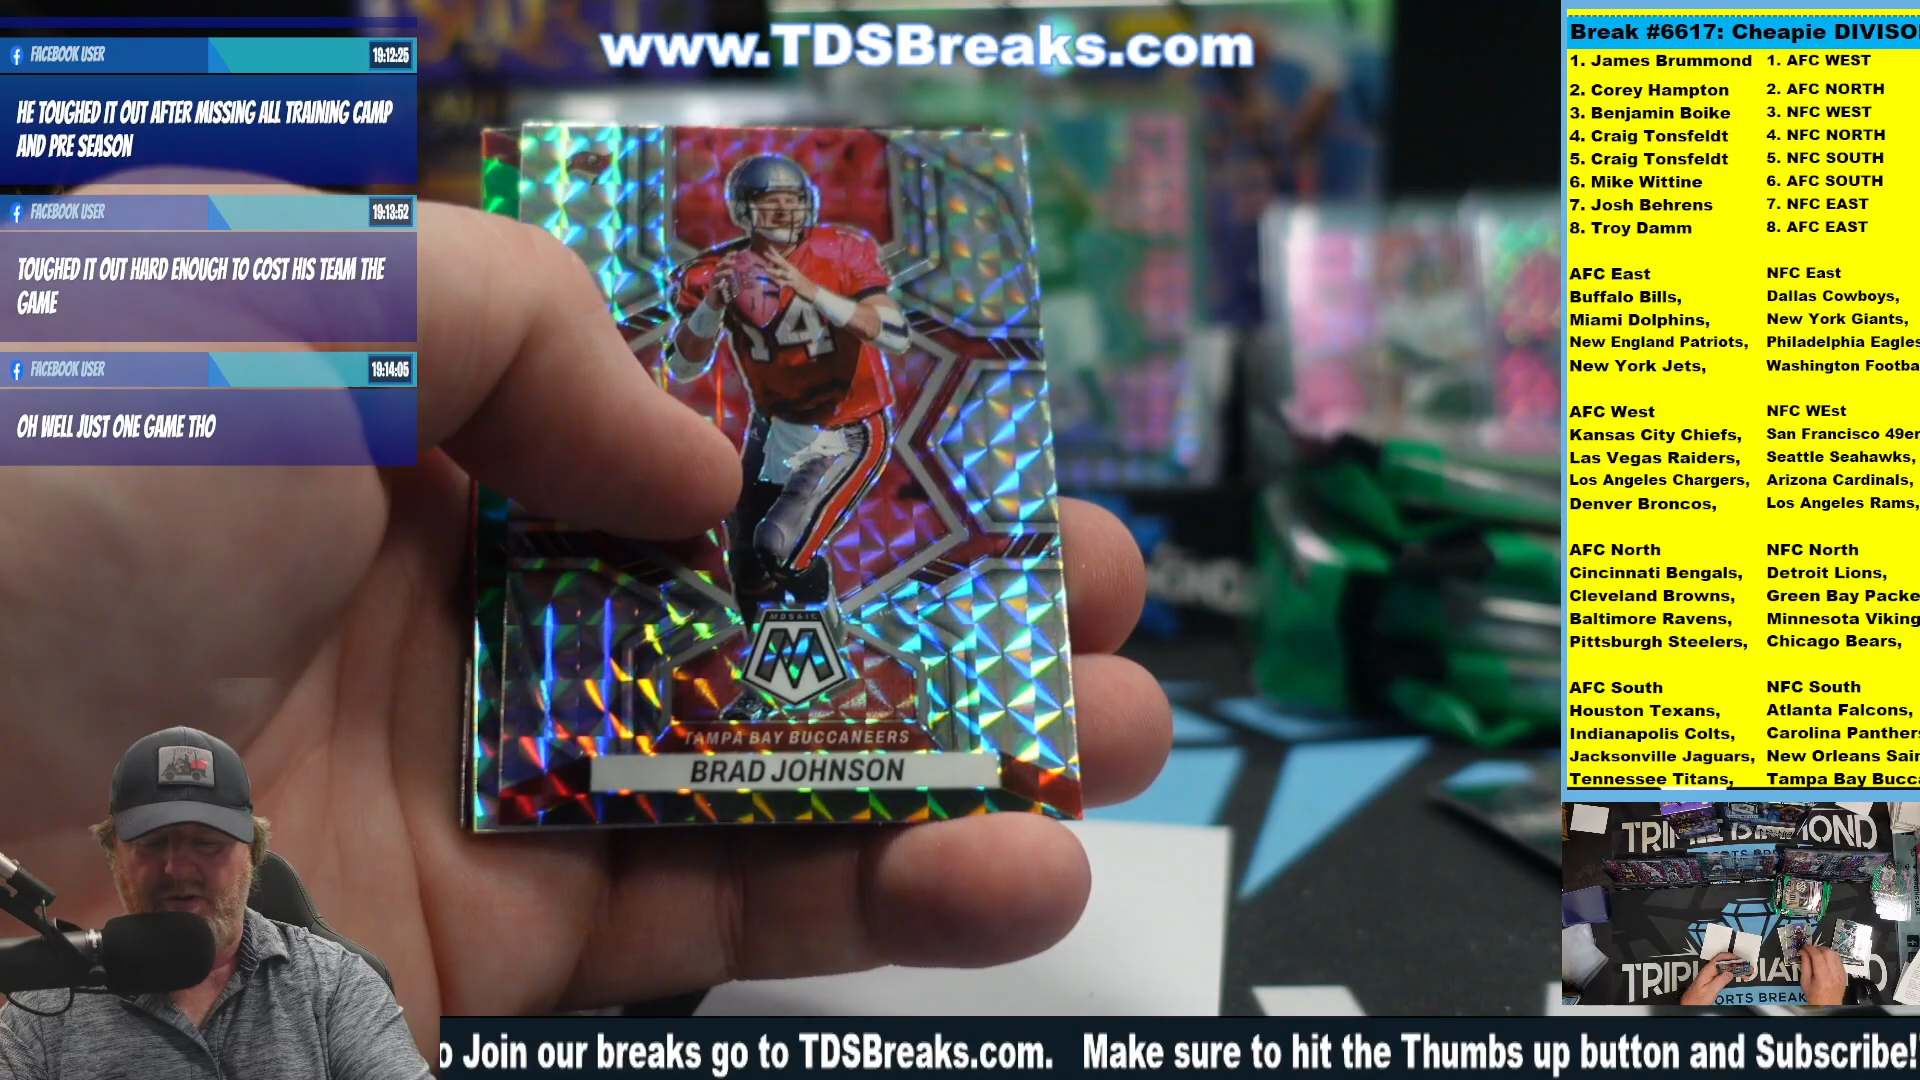 www.TDSBreaks.com
FACEBOOK USER 19:12:25
HE TOUGHED IT OUT AFTER MISSING ALL TRAINING CAMP
AND PRE SEASON
FACEBOOK USER 19:13:52
TOUGHED IT OUT HARD ENOUGH TO COST HIS TEAM THE
GAME
FACEBOOK USER 19:14:05
OH WELL JUST ONE GAME THO
14
MOSAIC
M
TAMPA BAY BUCCANEERS
BRAD JOHNSON
Break #6617: Cheapie DIVISO
1. James Brummond 1. AFC WEST
2. Corey Hampton 2. AFC NORTH
3. Benjamin Boike 3. NFC WEST
4. Craig Tonsfeldt 4. NFC NORTH
5. Craig Tonsfeldt 5. NFC SOUTH
6. Mike Wittine 6. AFC SOUTH
7. Josh Behrens 7. NFC EAST
8. Troy Damm 8. AFC EAST
AFC East NFC East
Buffalo Bills, Dallas Cowboys,
Miami Dolphins, New York Giants,
New England Patriots, Philadelphia Eagles
New York Jets, Washington Footba
AFC West NFC WEst
Kansas City Chiefs, San Francisco 49er
Las Vegas Raiders, Seattle Seahawks,
Los Angeles Chargers, Arizona Cardinals,
Denver Broncos, Los Angeles Rams,
AFC North NFC North
Cincinnati Bengals, Detroit Lions,
Cleveland Browns, Green Bay Packe
Baltimore Ravens, Minnesota Viking
Pittsburgh Steelers, Chicago Bears,
AFC South NFC South
Houston Texans, Atlanta Falcons,
Indianapolis Colts, Carolina Panthers
Jacksonville Jaguars, New Orleans Sain
Tennessee Titans, Tampa Bay Bucca
TRIPLE DIAMOND
TRIPLE DIAMOND
ORTS BREAK
o Join our breaks go to TDSBreaks.com. Make sure to hit the Thumbs up button and Subscribe!